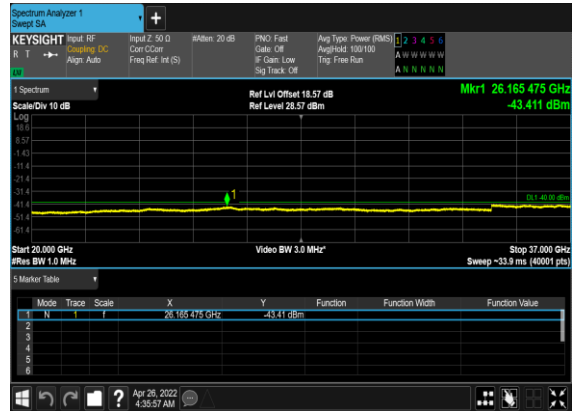 Spectrum Analyzer 1
Swept SA
+
KEYSIGHT Input: RF Input Z: 50 Ω #Atten: 20 dB PNO: Fast Avg Type: Power (RMS) 1 2 3 4 5 6
R T Coupling: DC Corr CCorr Gate: Off Avg|Hold: 100/100 A W W W W W
Align: Auto Freq Ref: Int (S) IF Gain: Low Trig: Free Run
Sig Track: Off A N N N N N
1 Spectrum Ref Lvl Offset 18.57 dB Mkr1 26.165 475 GHz
Scale/Div 10 dB Ref Level 28.57 dBm -43.411 dBm
Log
18.6
8.57
-1.43
-11.4
-21.4
-31.4
1
DL1 -40.00 dBm
-41.4
-51.4
-61.4
Start 20.000 GHz Video BW 3.0 MHz* Stop 37.000 GHz
#Res BW 1.0 MHz Sweep ~33.9 ms (40001 pts)
5 Marker Table
Mode Trace Scale X Y Function Function Width Function Value
1 N 1 f 26.165 475 GHz -43.41 dBm
2
3
4
5
6
? Apr 26, 2022
4:35:57 AM